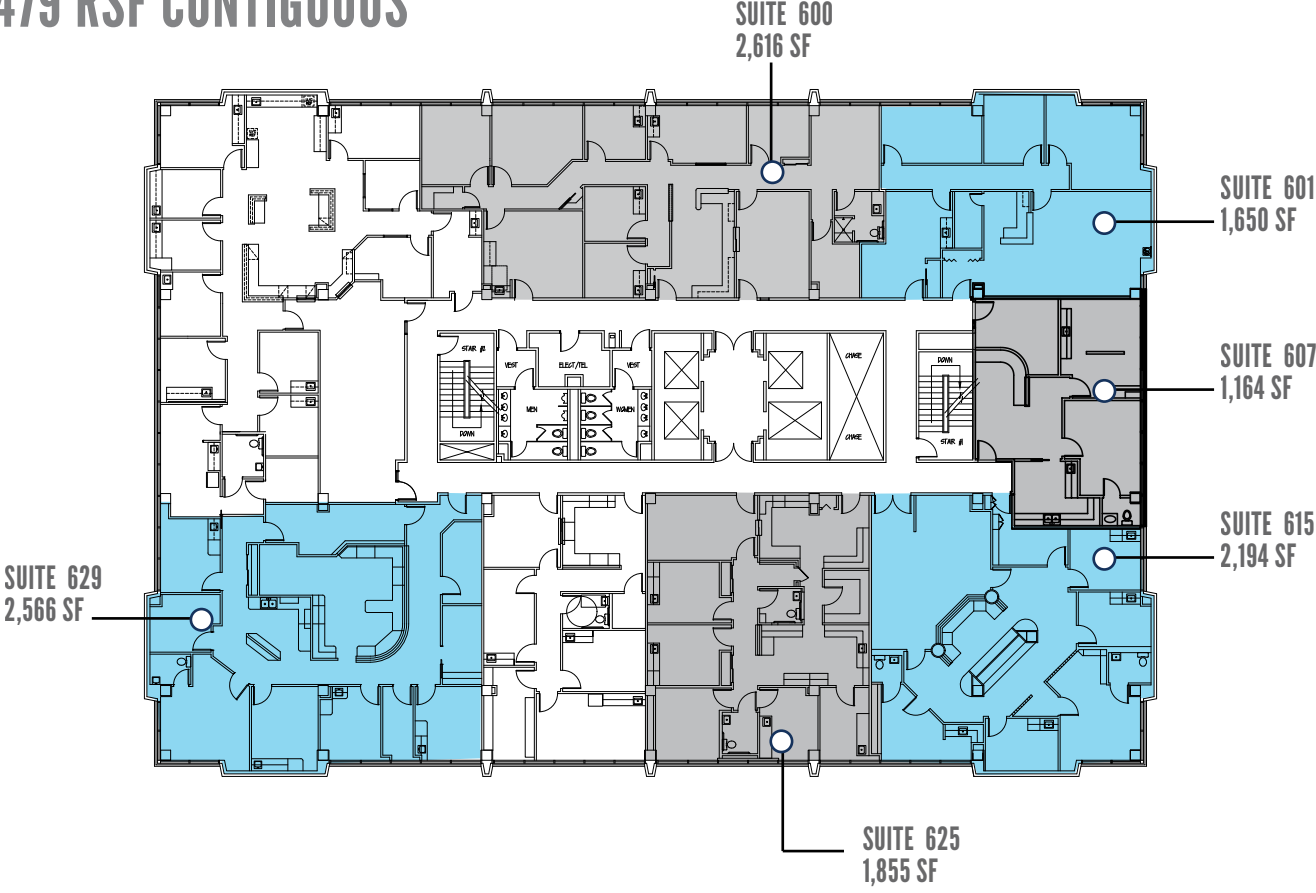 479 RSF CONTIGUOUS
SUITE 600
2,616 SF
SUITE 601
1,650 SF
SUITE 607
1,164 SF
SUITE 615
2,194 SF
SUITE 629
2,566 SF
SUITE 625
1,855 SF
STAIR #2
VEST
ELECT/TEL
VEST
CHASE
DOWN
MEN
WOMEN
DOWN
CHASE
STAIR #1